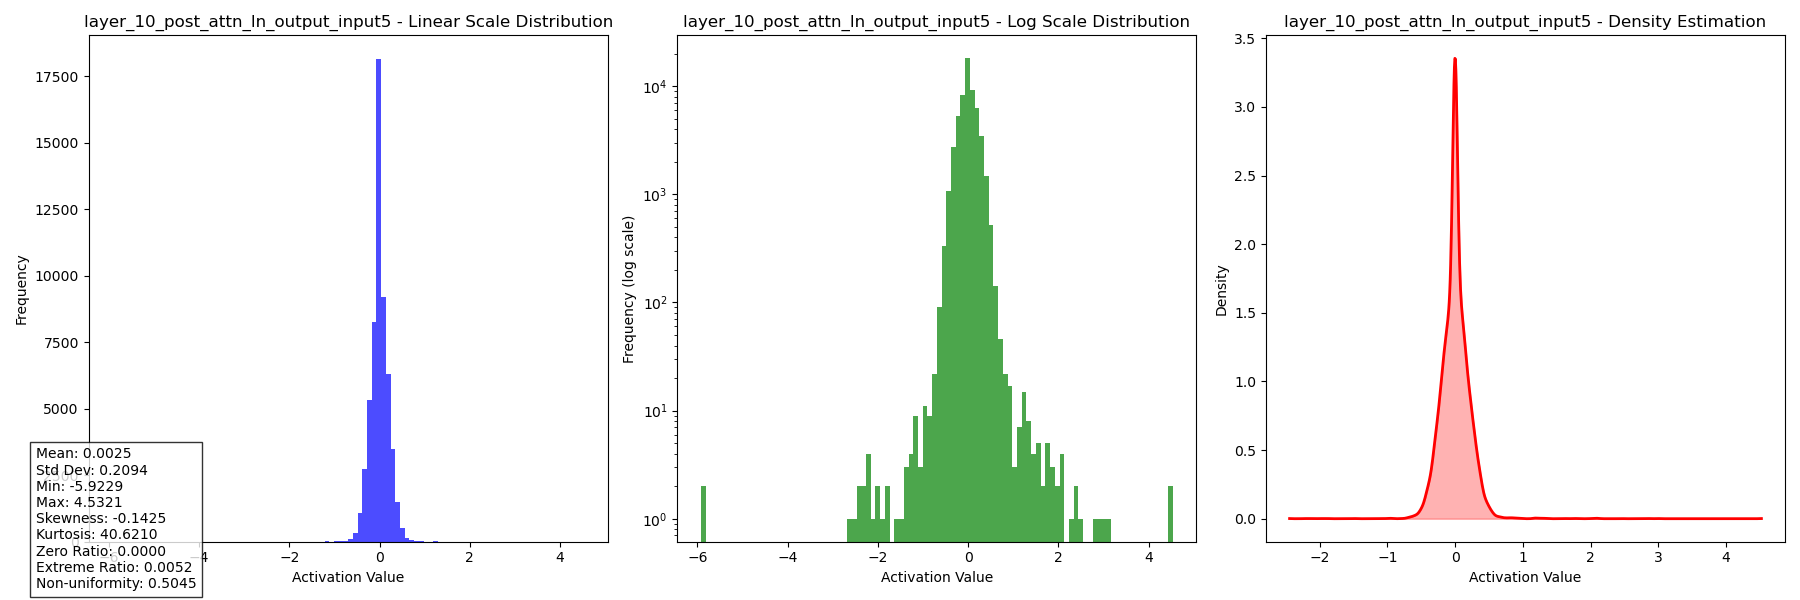 layer_10_post_attn_ln_output_input5 - Linear Scale Distribution
Frequency
17500
15000
12500
10000
7500
5000
2500
0
Mean: 0.0025
Std Dev: 0.2094
Min: -5.9229
Max: 4.5321
Skewness: -0.1425
Kurtosis: 40.6210
Zero Ratio: 0.0000
Extreme Ratio: 0.0052
Non-uniformity: 0.5045
−6 −4 −2 0 2 4
Activation Value
layer_10_post_attn_ln_output_input5 - Log Scale Distribution
Frequency (log scale)
10⁴
10³
10²
10¹
10⁰
−6 −4 −2 0 2 4
Activation Value
layer_10_post_attn_ln_output_input5 - Density Estimation
Density
3.5
3.0
2.5
2.0
1.5
1.0
0.5
0.0
−2 −1 0 1 2 3 4
Activation Value